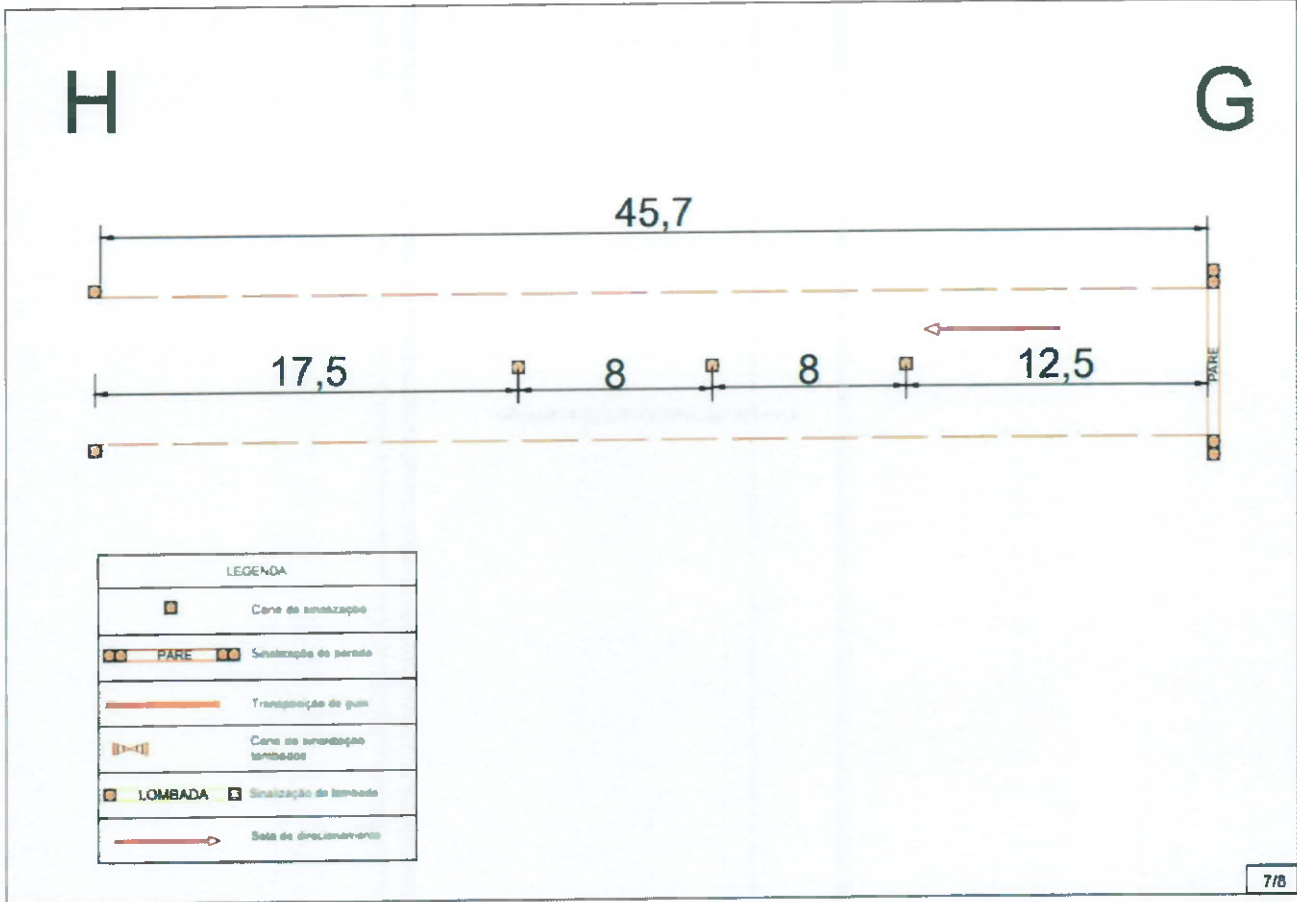 H
G
45,7
17,5
8
8
12,5
PARE
LEGENDA
Cone de sinalização
PARE
Sinalização de parada
Transposição de guia
Cone de sinalização
tombados
LOMBADA
Sinalização de lombada
Seta de direcionamento
7/8